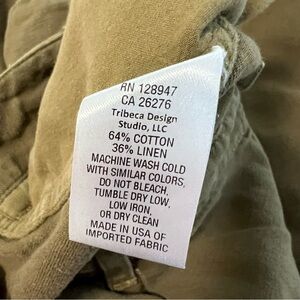 RN 128947
CA 26276
Tribeca Design
Studio, LLC
64% COTTON
36% LINEN
MACHINE WASH COLD
WITH SIMILAR COLORS,
DO NOT BLEACH,
TUMBLE DRY LOW,
LOW IRON,
OR DRY CLEAN
MADE IN USA OF
IMPORTED FABRIC